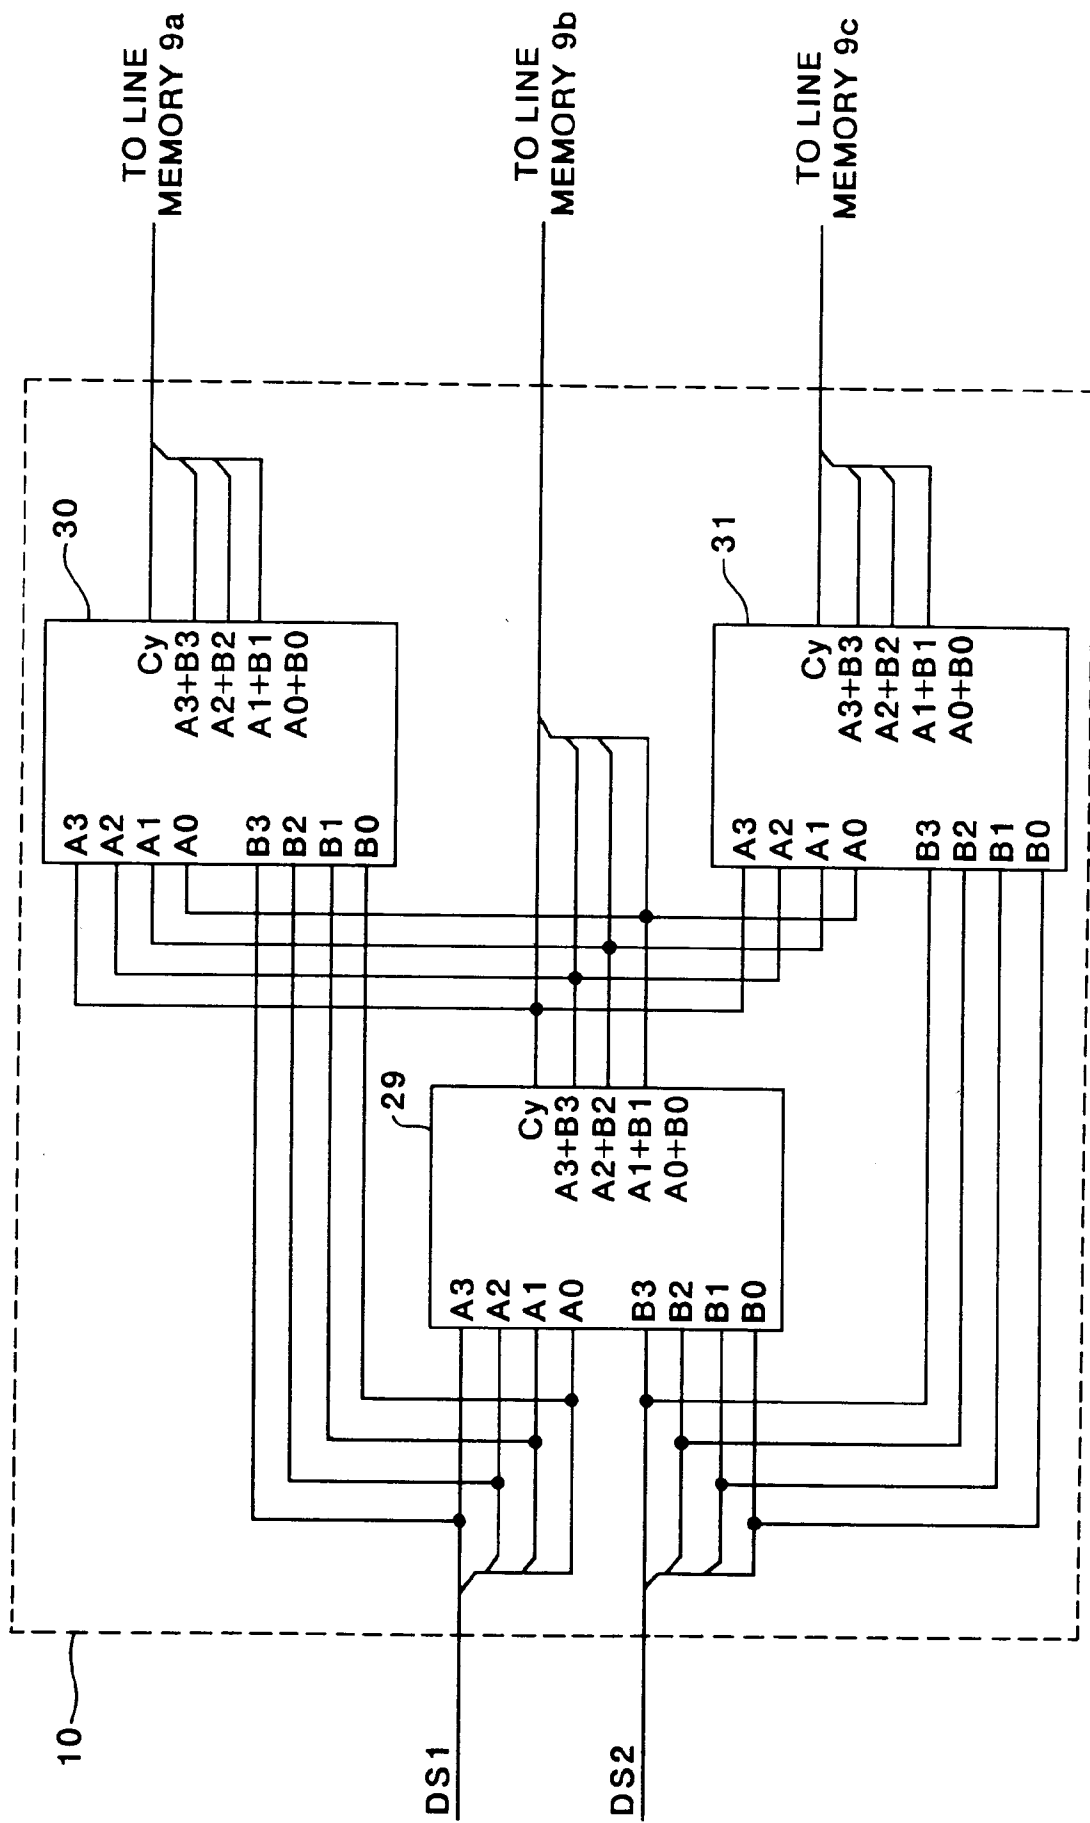 10
DS1
DS2
29
A3
A2
A1
A0
B3
B2
B1
B0
Cy
A3+B3
A2+B2
A1+B1
A0+B0
30
A3
A2
A1
A0
B3
B2
B1
B0
Cy
A3+B3
A2+B2
A1+B1
A0+B0
31
A3
A2
A1
A0
B3
B2
B1
B0
Cy
A3+B3
A2+B2
A1+B1
A0+B0
TO LINE
MEMORY 9a
TO LINE
MEMORY 9b
TO LINE
MEMORY 9c